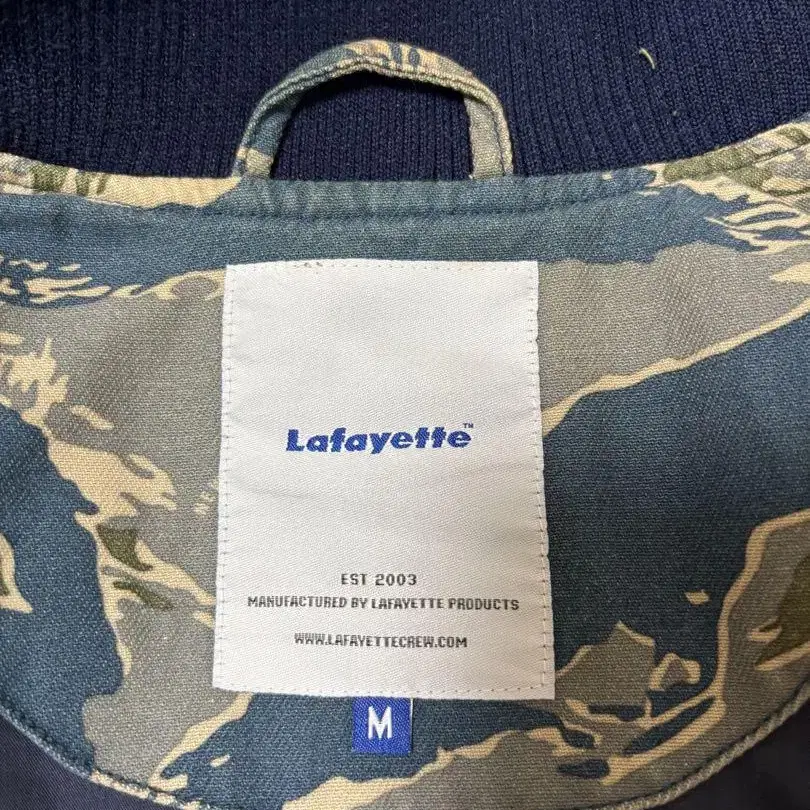 Lafayette™
EST 2003
MANUFACTURED BY LAFAYETTE PRODUCTS
WWW.LAFAYETTECREW.COM
M